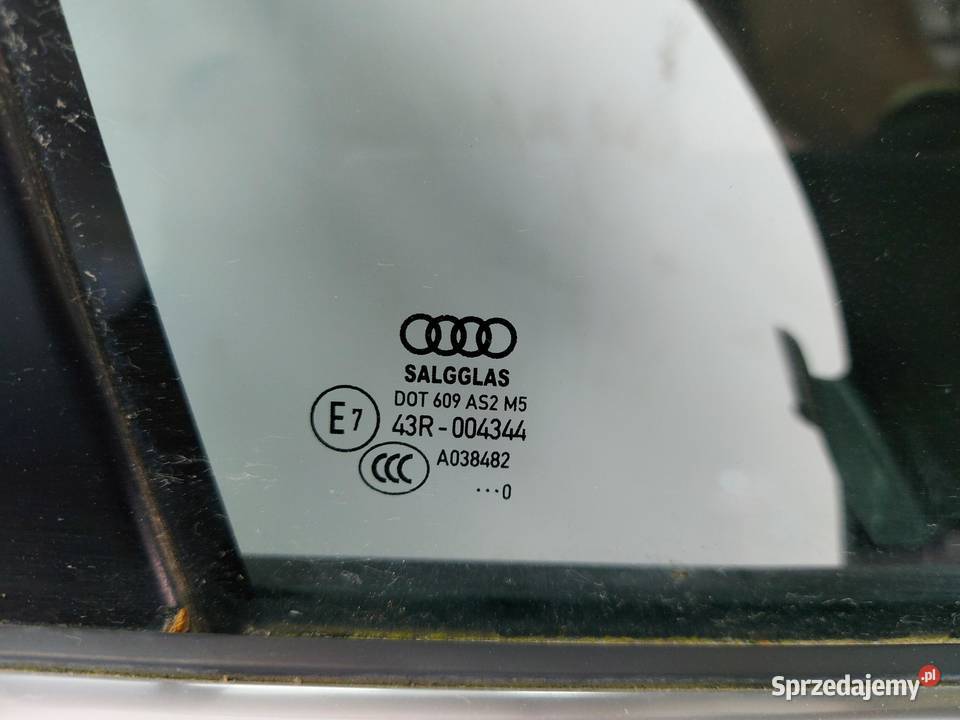 SALGGLAS
DOT 609 AS2 M5
E7
43R-004344
CCC
A038482
...0
Sprzedajemy.pl